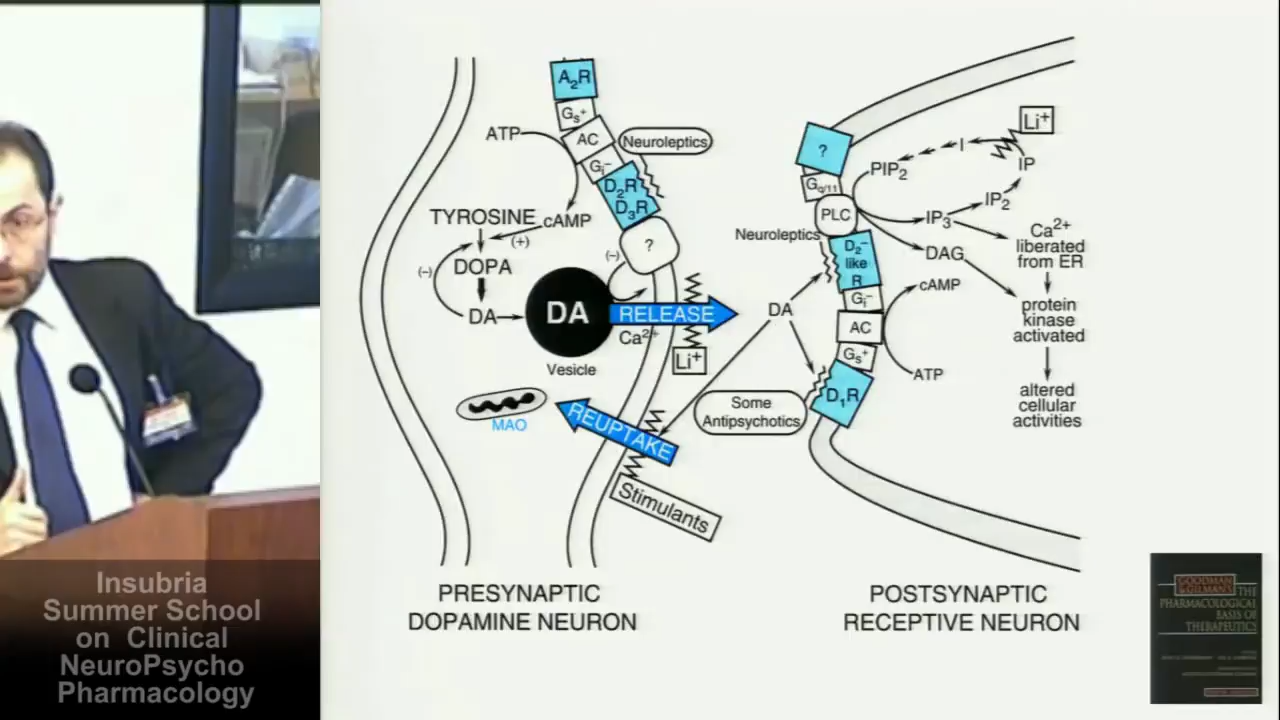 A₂R
Gs⁺
ATP
AC
Neuroleptics
Gi⁻
D₂R
D₃R
TYROSINE
cAMP
(+)
?
(–)
(–)
DOPA
DA
DA
RELEASE
Ca²⁺
Li⁺
Vesicle
MAO
REUPTAKE
Stimulants
PRESYNAPTIC
DOPAMINE NEURON
?
Gq/11
PLC
Neuroleptics
D₂–
like
R
Gi⁻
AC
Gs⁺
D₁R
DA
Some
Antipsychotics
PIP₂
I
Li⁺
IP
IP₂
IP₃
DAG
cAMP
ATP
Ca²⁺
liberated
from ER
protein
kinase
activated
altered
cellular
activities
POSTSYNAPTIC
RECEPTIVE NEURON
Insubria
Summer School
on Clinical
NeuroPsycho
Pharmacology
GOODMAN
& GILMAN'S THE
PHARMACOLOGICAL
BASIS OF
THERAPEUTICS